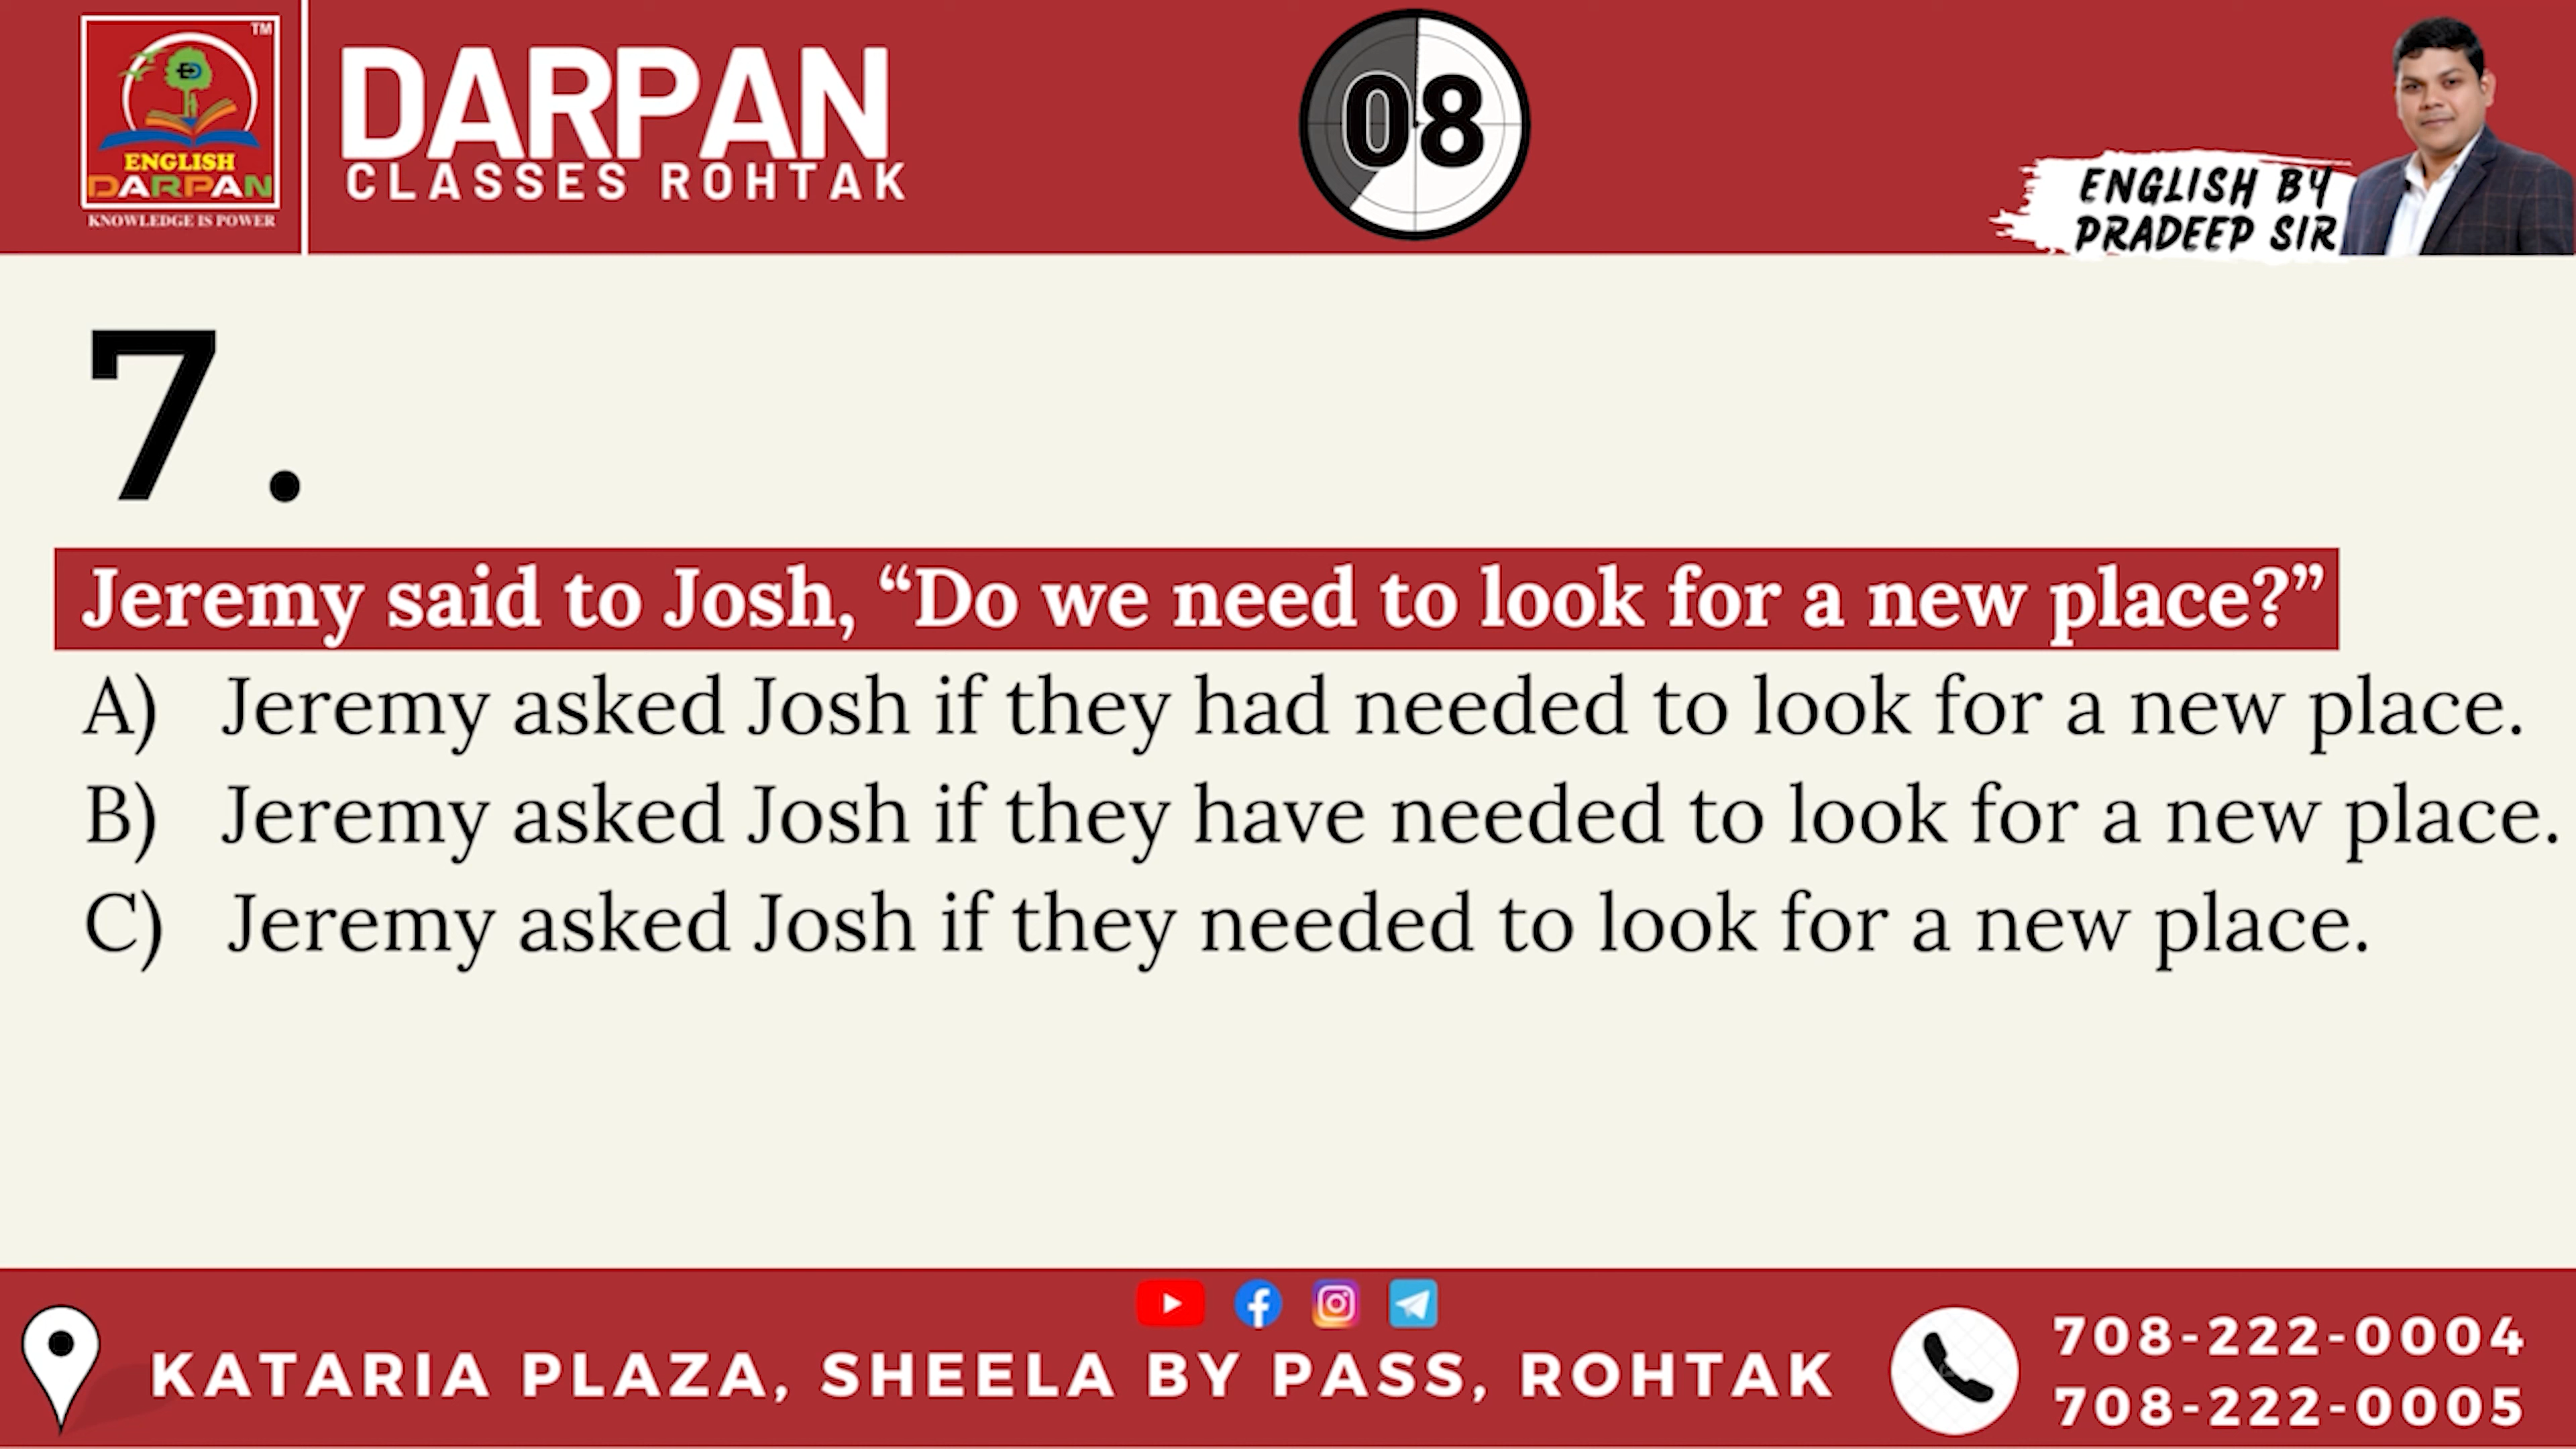 TM
ENGLISH
DARPAN
KNOWLEDGE IS POWER
DARPAN
CLASSES ROHTAK
08
ENGLISH BY
PRADEEP SIR
7.
Jeremy said to Josh, “Do we need to look for a new place?”
A) Jeremy asked Josh if they had needed to look for a new place.
B) Jeremy asked Josh if they have needed to look for a new place.
C) Jeremy asked Josh if they needed to look for a new place.
KATARIA PLAZA, SHEELA BY PASS, ROHTAK
708-222-0004
708-222-0005